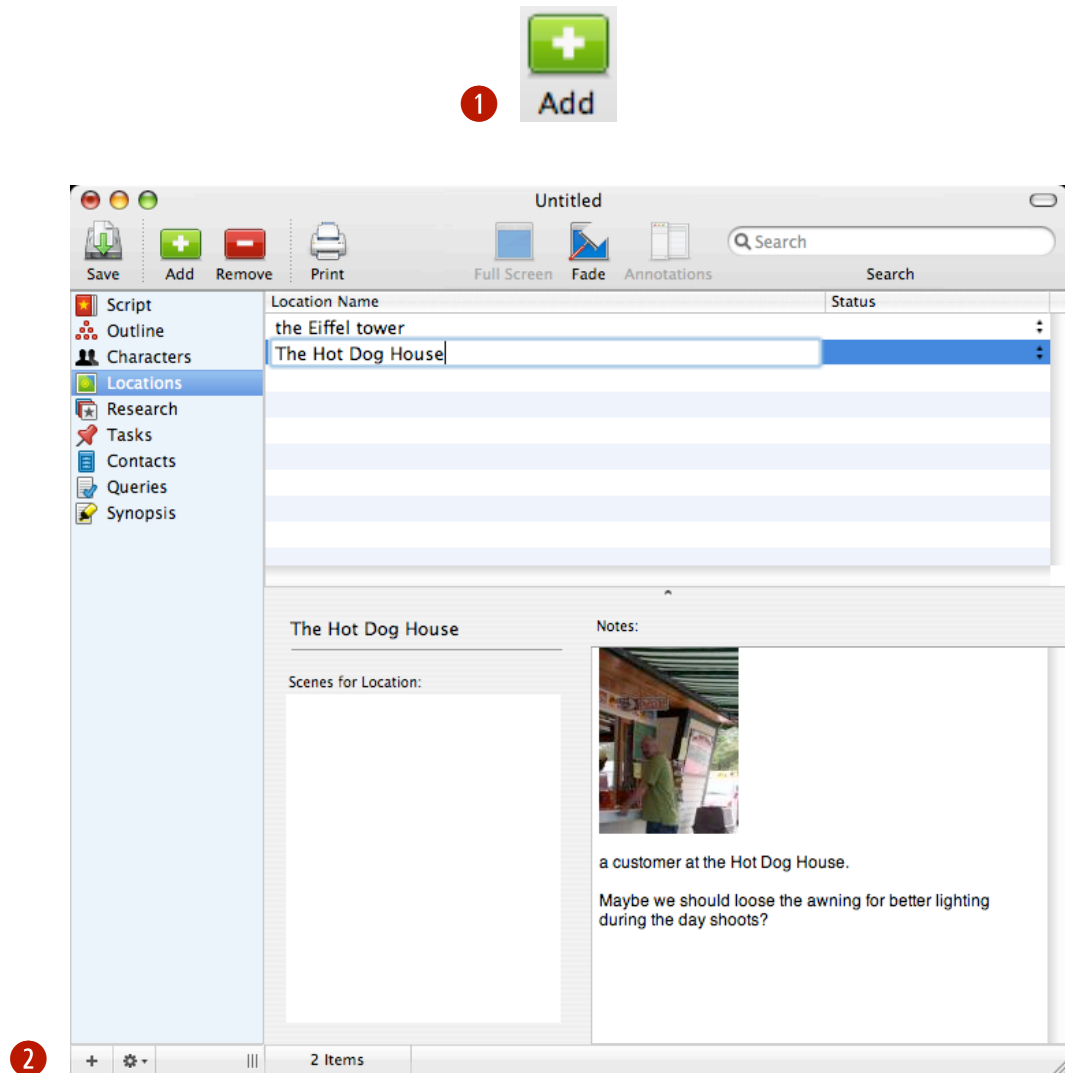 1 Add
Untitled
Save Add Remove Print Full Screen Fade Annotations Search
Search
Location Name Status
the Eiffel tower
The Hot Dog House
Script
Outline
Characters
Locations
Research
Tasks
Contacts
Queries
Synopsis
The Hot Dog House
Scenes for Location:
Notes:
a customer at the Hot Dog House.
Maybe we should loose the awning for better lighting
during the day shoots?
2
2 Items